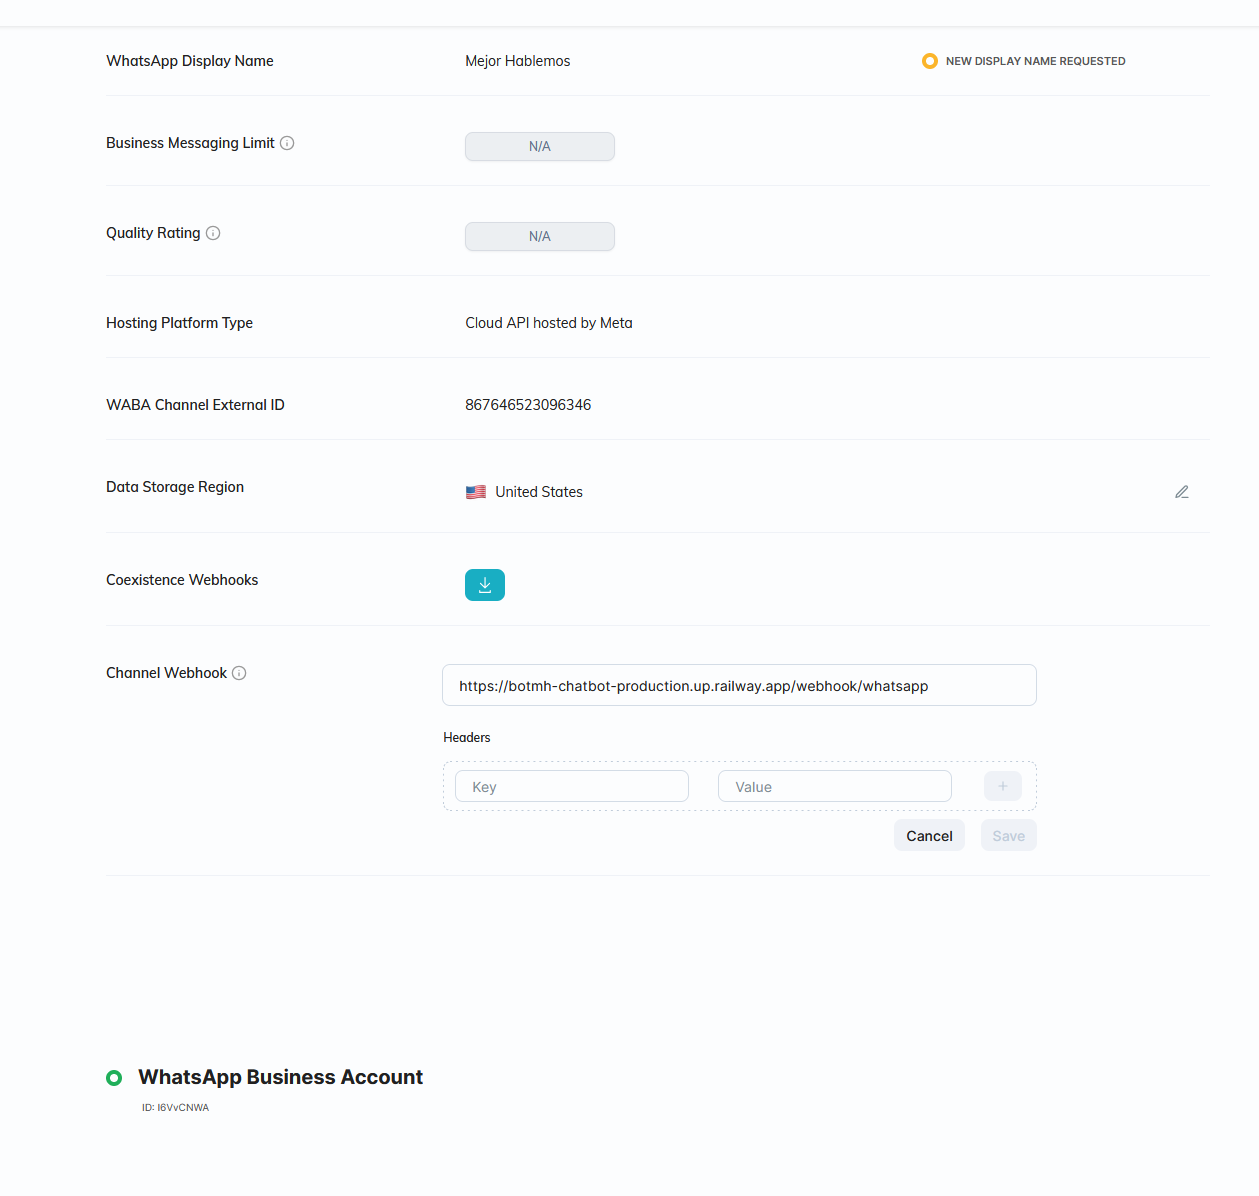 WhatsApp Display Name
Mejor Hablemos
NEW DISPLAY NAME REQUESTED
Business Messaging Limit
N/A
Quality Rating
N/A
Hosting Platform Type
Cloud API hosted by Meta
WABA Channel External ID
867646523096346
Data Storage Region
United States
Coexistence Webhooks
Channel Webhook
https://botmh-chatbot-production.up.railway.app/webhook/whatsapp
Headers
Key
Value
+
Cancel
Save
WhatsApp Business Account
ID: I6VvCNWA